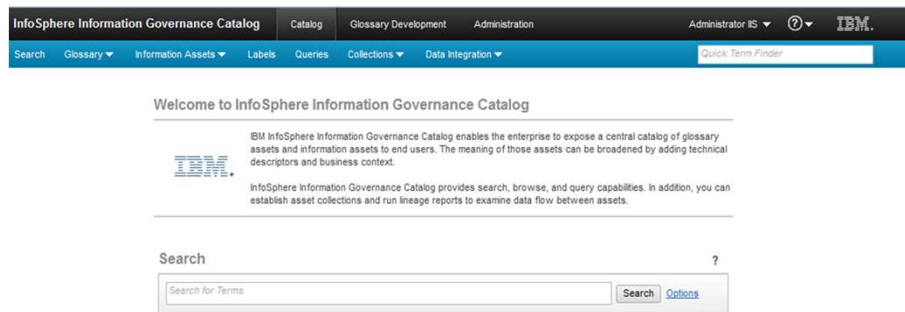 InfoSphere Information Governance Catalog Catalog Glossary Development Administration Administrator IIS IBM.
Search Glossary Information Assets Labels Queries Collections Data Integration Quick Term Finder
Welcome to InfoSphere Information Governance Catalog
IBM InfoSphere Information Governance Catalog enables the enterprise to expose a central catalog of glossary
assets and information assets to end users. The meaning of those assets can be broadened by adding technical
descriptors and business context.
IBM.
InfoSphere Information Governance Catalog provides search, browse, and query capabilities. In addition, you can
establish asset collections and run lineage reports to examine data flow between assets.
Search ?
Search for Terms Search Options